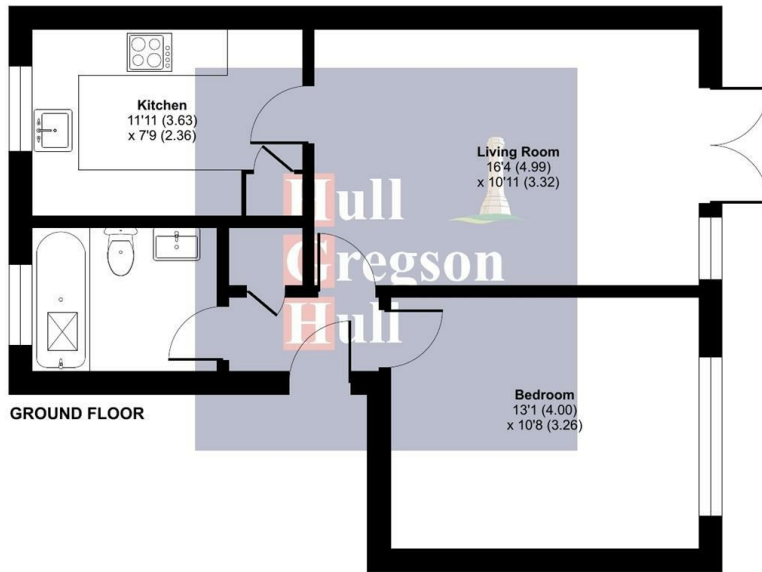 Kitchen
11'11 (3.63)
x 7'9 (2.36)
Living Room
16'4 (4.99)
x 10'11 (3.32)
Hull
Gregson
Hull
Bedroom
13'1 (4.00)
x 10'8 (3.26)
GROUND FLOOR